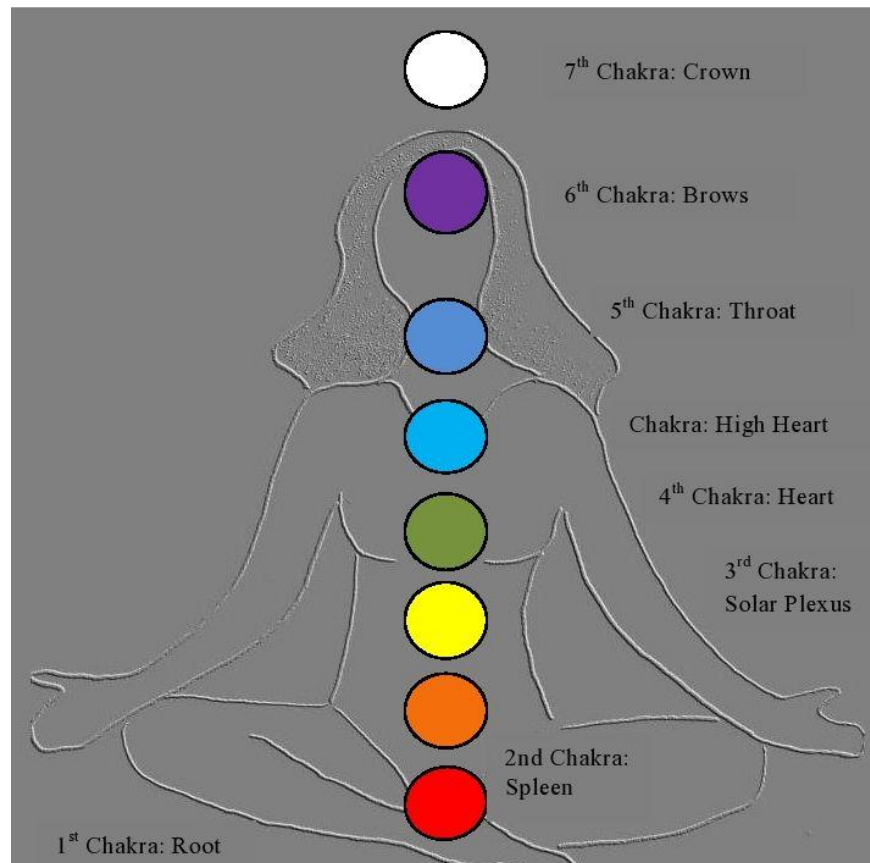 7th Chakra: Crown
6th Chakra: Brows
5th Chakra: Throat
Chakra: High Heart
4th Chakra: Heart
3rd Chakra:
Solar Plexus
2nd Chakra:
Spleen
1st Chakra: Root